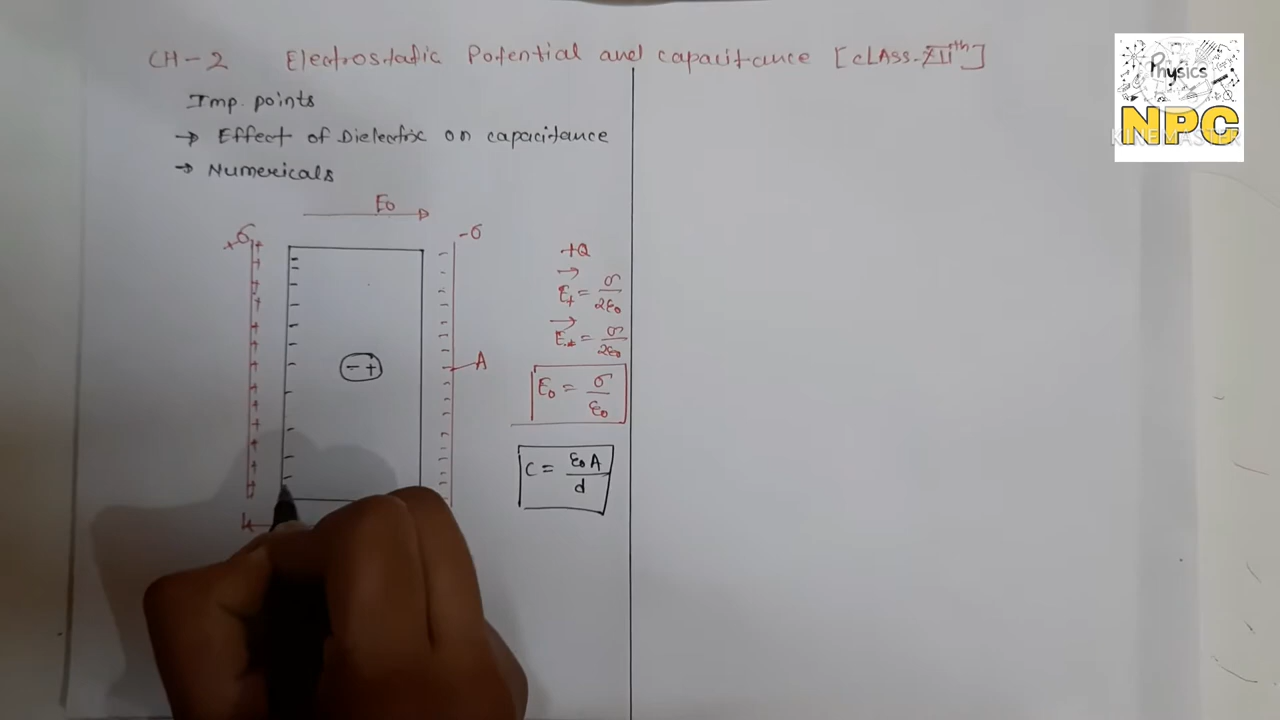 CH-2 Electrostatic Potential and capacitance [cLASS-XIIth]
Imp. points
→ Effect of Dielectric on capacitance
→ Numericals
E₀
+σ
-σ
- +
A
+Q
E₊ = σ/2ε₀
= σ/2ε₀
E₀ = σ/ε₀
C = ε₀A/d
Physics
NPC
KINEMASTER